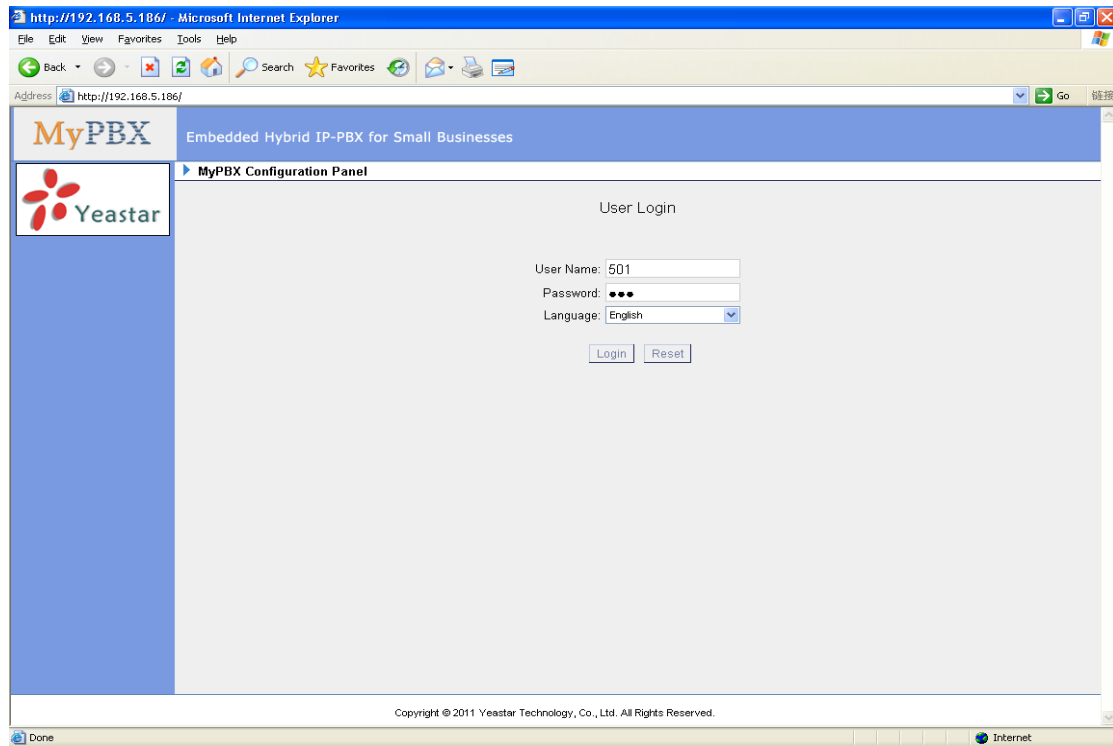 http://192.168.5.186/ - Microsoft Internet Explorer
File Edit View Favorites Tools Help
Back Search Favorites
Address http://192.168.5.186/ Go 链接
MyPBX Embedded Hybrid IP-PBX for Small Businesses
Yeastar
MyPBX Configuration Panel
User Login
User Name: 501
Password: ●●●
Language: English
Login Reset
Copyright © 2011 Yeastar Technology, Co., Ltd. All Rights Reserved.
Done Internet